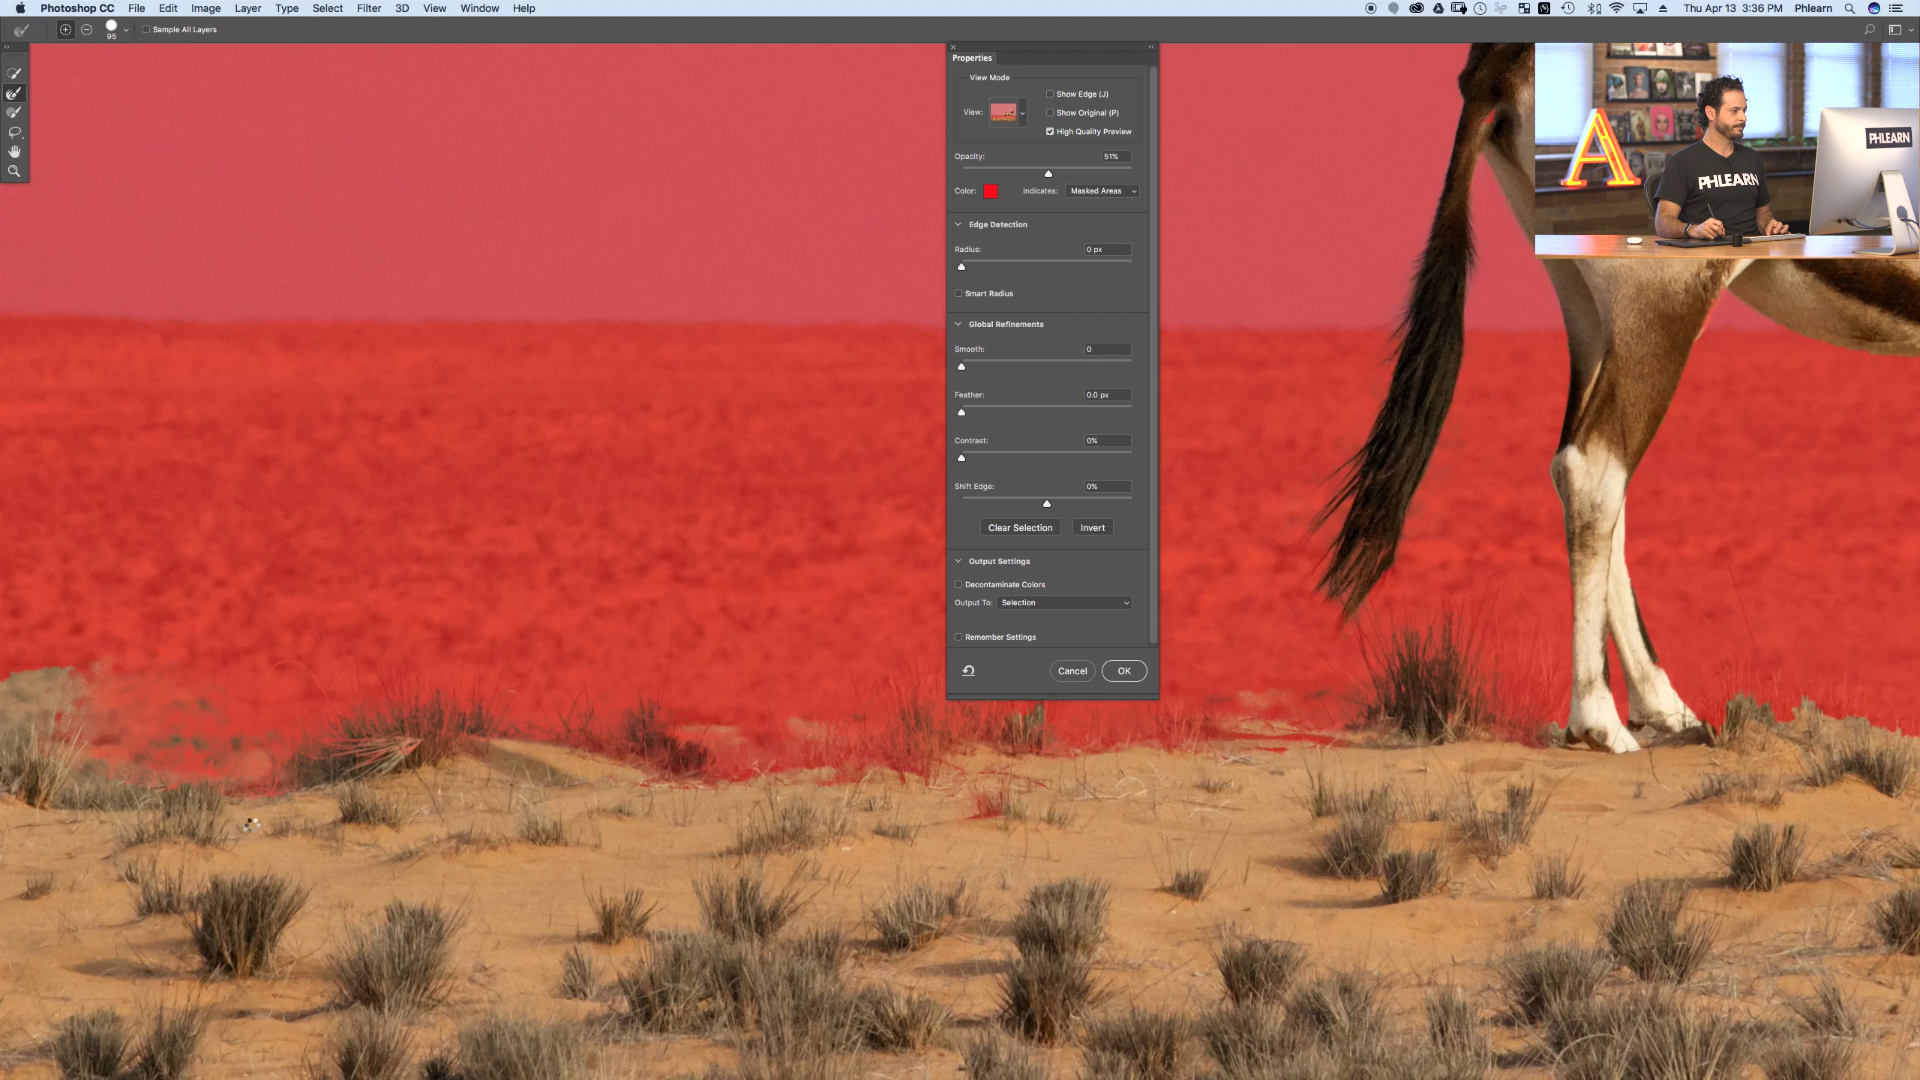 Photoshop CC File Edit Image Layer Type Select Filter 3D View Window Help Thu Apr 13 3:36 PM Phlearn
95 Sample All Layers
Properties
View Mode
Show Edge (J)
View: Show Original (P)
High Quality Preview
Opacity: 51%
Color: Indicates: Masked Areas
Edge Detection
Radius: 0 px
Smart Radius
Global Refinements
Smooth: 0
Feather: 0.0 px
Contrast: 0%
Shift Edge: 0%
Clear Selection Invert
Output Settings
Decontaminate Colors
Output To: Selection
Remember Settings
Cancel OK
A
PHLEARN
PHLEARN